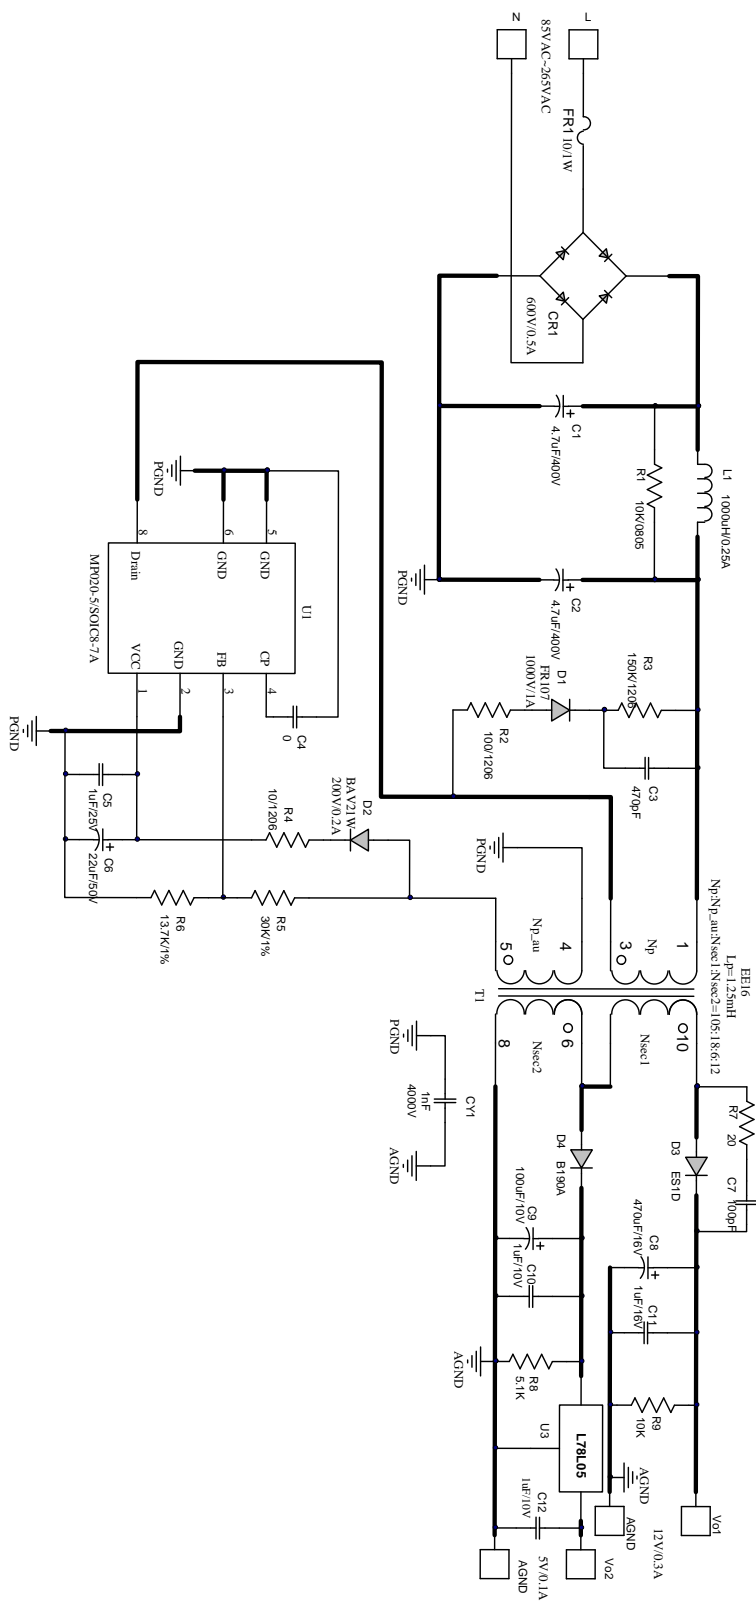 N
L
85VAC~265VAC
FR1 10/1W
CR1
600V/0.5A
C1
4.7uF/400V
L1
1000uH/0.25A
R1
10K/0805
C2
4.7uF/400V
PGND
R3
150K/1206
C3
470pF
D1
FR107
1000V/1A
R2
100/1206
PGND
5
GND
6
GND
8
Drain
U1
MP020-5/SOIC8-7A
CP
4
FB
3
GND
2
VCC
1
C4
0
PGND
C5
1uF/25V
C6
22uF/50V
R4
10/1206
D2
BAV21W
200V/0.2A
R5
30K/1%
R6
13.7K/1%
PGND
EE16
Lp=1.25mH
Np:Np_au:Nsec1:Nsec2=105:18:6:12
1
Np
3
4
Np_au
5
T1
10
Nsec1
6
Nsec2
8
PGND
CY1
1nF
4000V
AGND
R7
20
C7
100pF
D3
ES1D
D4
B190A
C8
470uF/16V
C11
1uF/16V
R9
10K
AGND
C9
100uF/10V
C10
1uF/10V
R8
5.1K
AGND
U3
L78L05
C12
1uF/10V
Vo1
12V/0.3A
AGND
Vo2
5V/0.1A
AGND